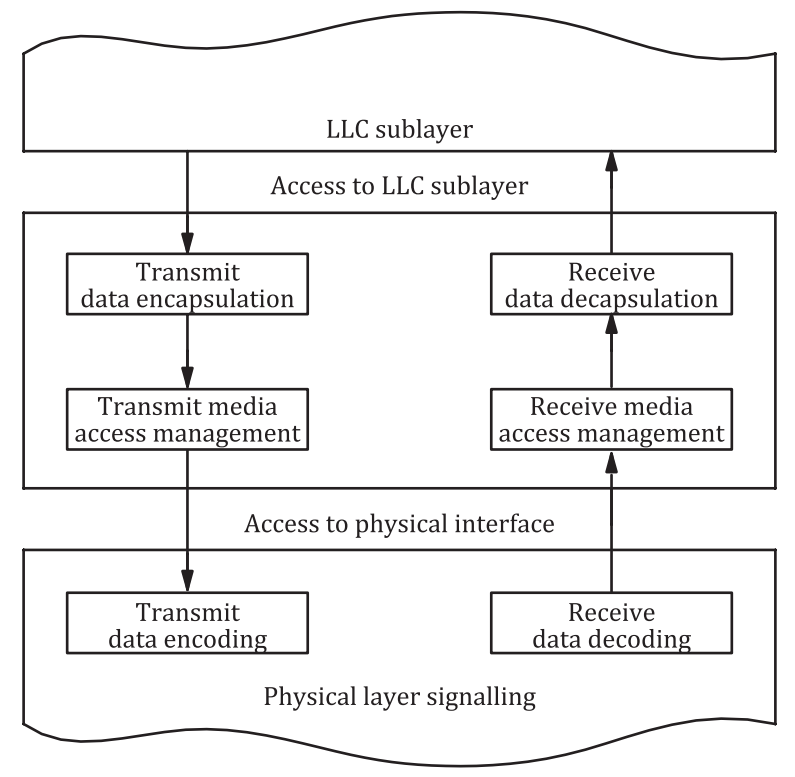 LLC sublayer
Access to LLC sublayer
Transmit
data encapsulation
Receive
data decapsulation
Transmit media
access management
Receive media
access management
Access to physical interface
Transmit
data encoding
Receive
data decoding
Physical layer signalling